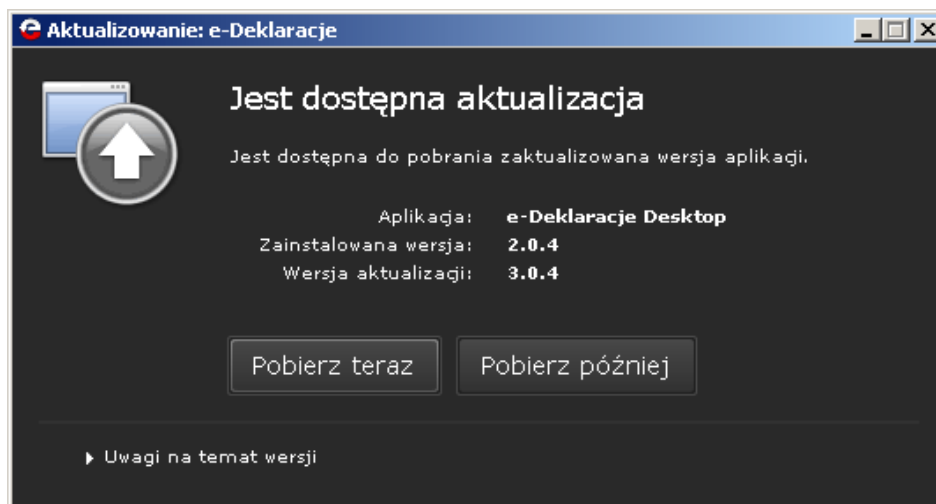 Aktualizowanie: e-Deklaracje
Jest dostępna aktualizacja
Jest dostępna do pobrania zaktualizowana wersja aplikacji.
Aplikacja: e-Deklaracje Desktop
Zainstalowana wersja: 2.0.4
Wersja aktualizacji: 3.0.4
Pobierz teraz Pobierz później
Uwagi na temat wersji